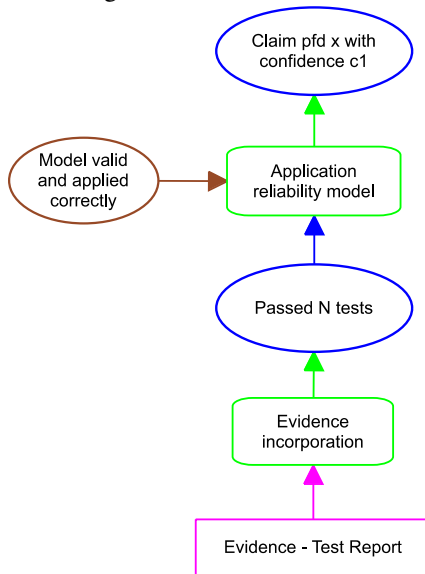 Claim pfd x with
confidence c1
Model valid
and applied
correctly
Application
reliability model
Passed N tests
Evidence
incorporation
Evidence - Test Report